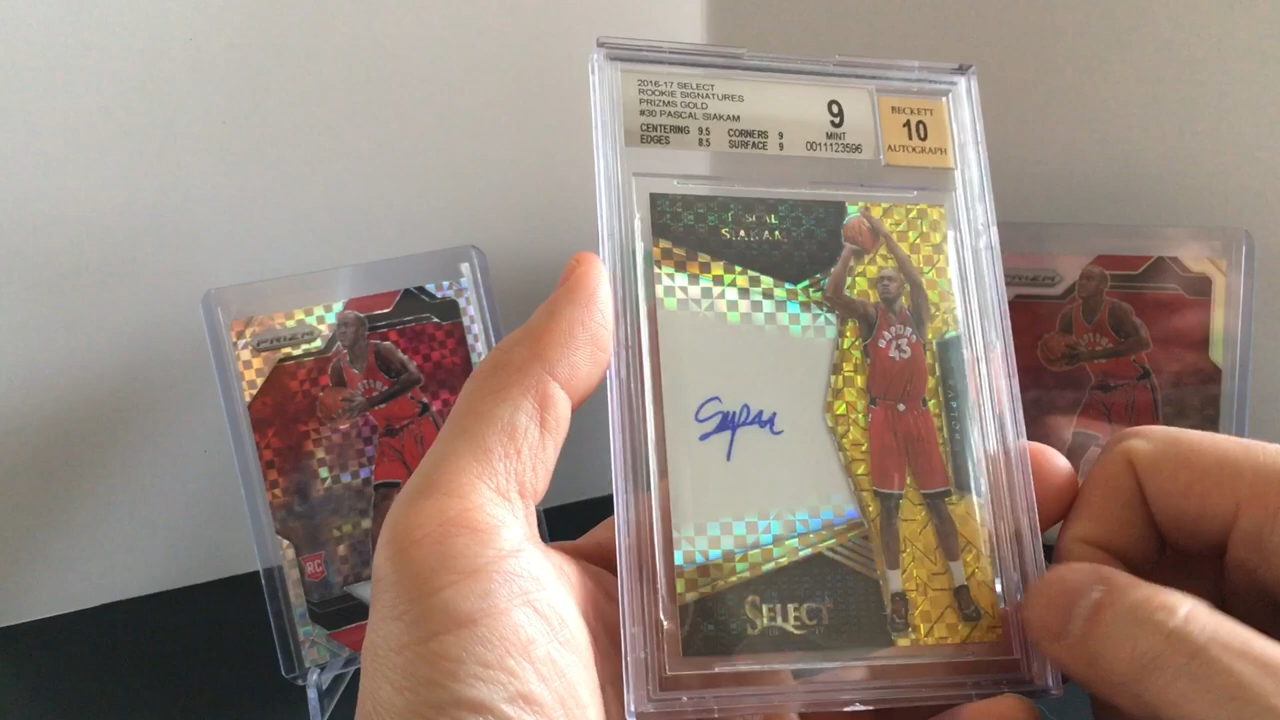 2016-17 SELECT
ROOKIE SIGNATURES
PRIZMS GOLD
#30 PASCAL SIAKAM
CENTERING 9.5 CORNERS 9
EDGES 8.5 SURFACE 9
9
MINT
0011123596
BECKETT
10
AUTOGRAPH
PASCAL
SIAKAM
RAPTORS
43
SELECT
PRIZM
RC
PRIZM